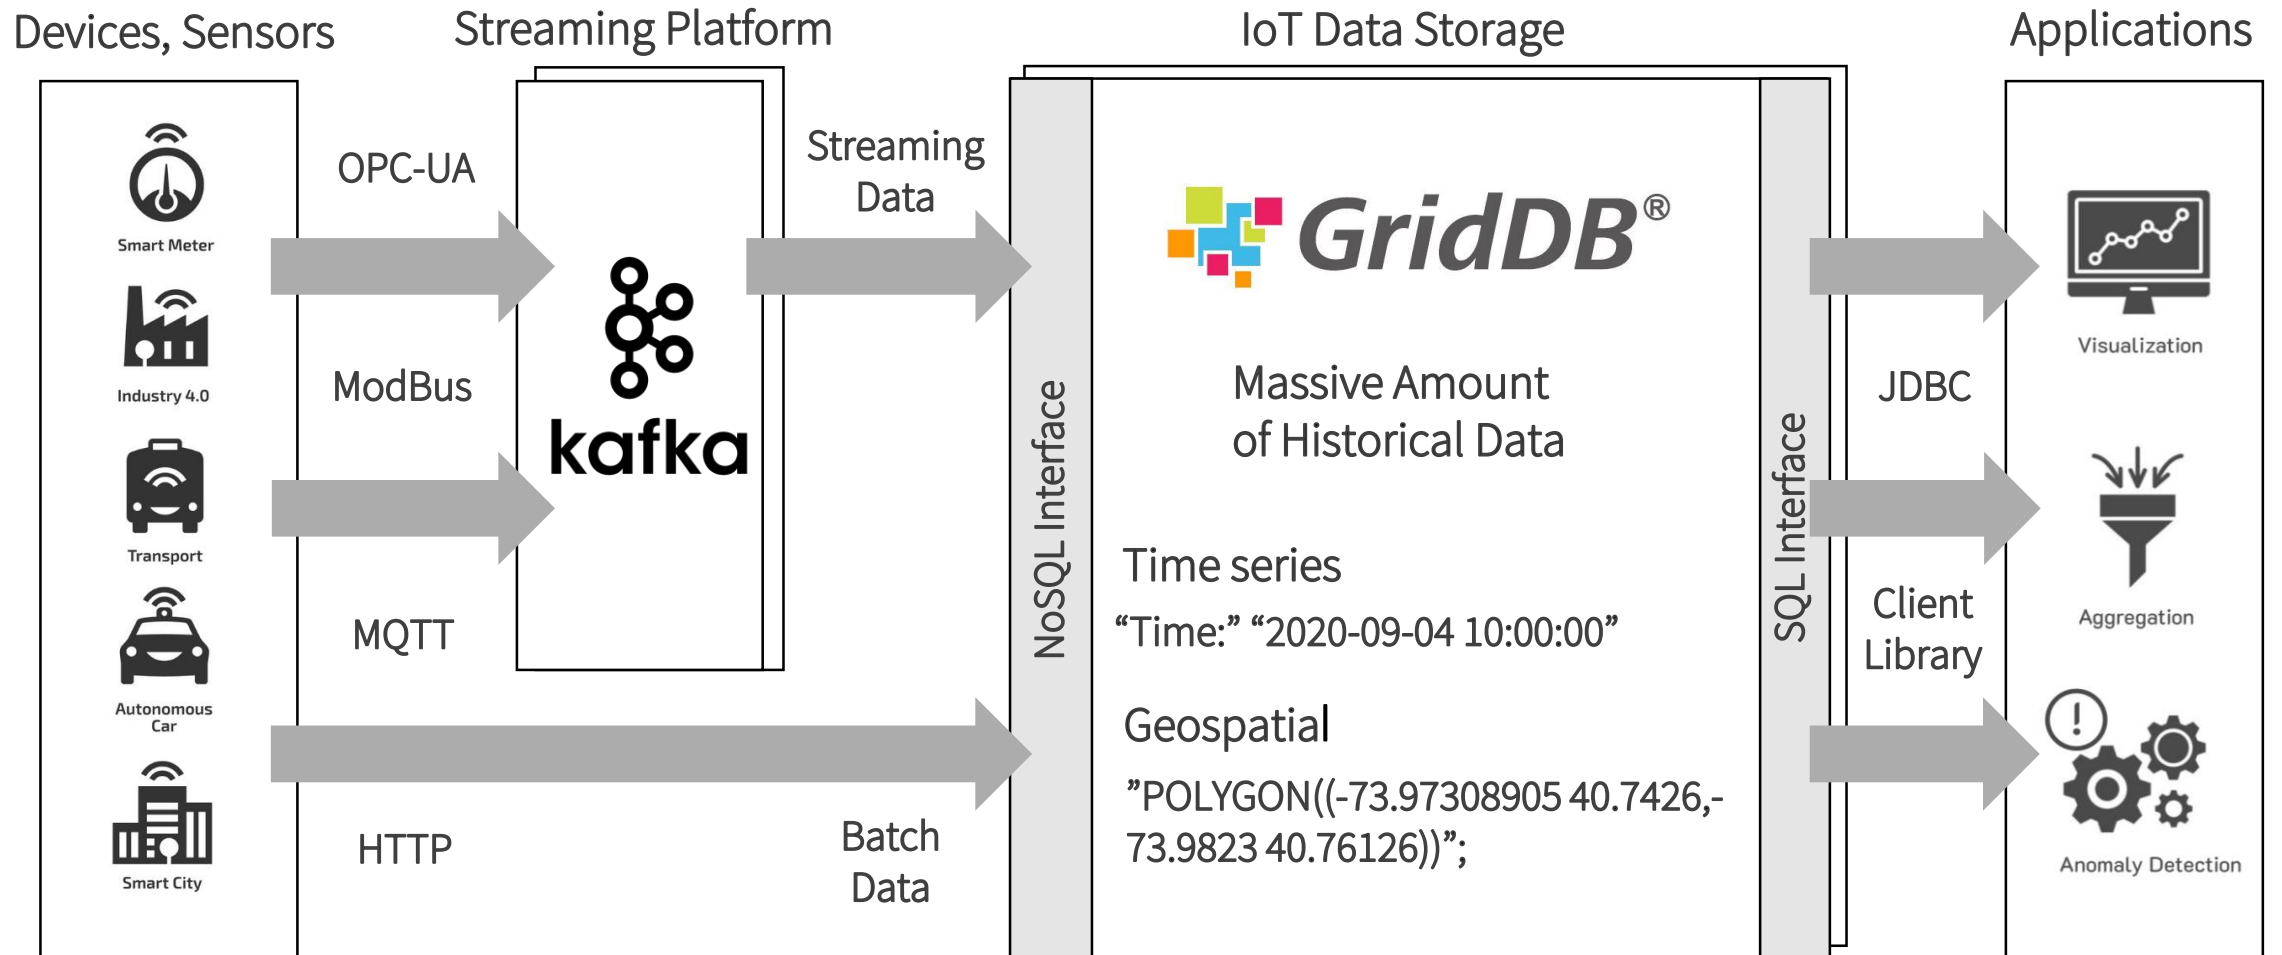 Devices, Sensors
Streaming Platform
IoT Data Storage
Applications
Smart Meter
Industry 4.0
Transport
Autonomous
Car
Smart City
OPC-UA
ModBus
MQTT
HTTP
kafka
Streaming
Data
Batch
Data
NoSQL Interface
GridDB®
Massive Amount
of Historical Data
Time series
“Time:” “2020-09-04 10:00:00”
Geospatial
”POLYGON((-73.97308905 40.7426,-
73.9823 40.76126))”;
SQL Interface
JDBC
Client
Library
Visualization
Aggregation
Anomaly Detection